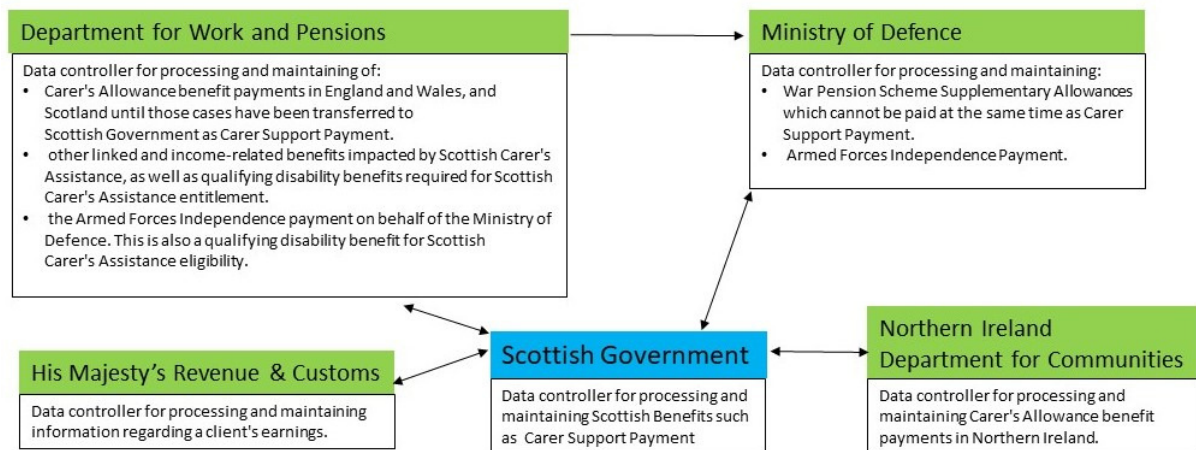 Department for Work and Pensions
Data controller for processing and maintaining of:
• Carer's Allowance benefit payments in England and Wales, and
Scotland until those cases have been transferred to
Scottish Government as Carer Support Payment.
• other linked and income-related benefits impacted by Scottish Carer's
Assistance, as well as qualifying disability benefits required for Scottish
Carer's Assistance entitlement.
• the Armed Forces Independence payment on behalf of the Ministry of
Defence. This is also a qualifying disability benefit for Scottish
Carer's Assistance eligibility.
Ministry of Defence
Data controller for processing and maintaining:
• War Pension Scheme Supplementary Allowances
which cannot be paid at the same time as Carer
Support Payment.
• Armed Forces Independence Payment.
His Majesty's Revenue & Customs
Data controller for processing and maintaining
information regarding a client's earnings.
Scottish Government
Data controller for processing and
maintaining Scottish Benefits such
as Carer Support Payment
Northern Ireland
Department for Communities
Data controller for processing and
maintaining Carer's Allowance benefit
payments in Northern Ireland.